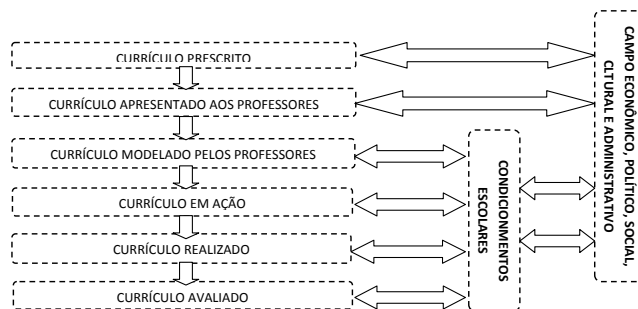 CURRÍCULO PRESCRITO
CURRÍCULO APRESENTADO AOS PROFESSORES
CURRÍCULO MODELADO PELOS PROFESSORES
CURRÍCULO EM AÇÃO
CURRÍCULO REALIZADO
CURRÍCULO AVALIADO
CONDICIONMENTOS
ESCOLARES
CAMPO ECONÔMICO, POLÍTICO, SOCIAL,
CLTURAL E ADMINISTRATIVO